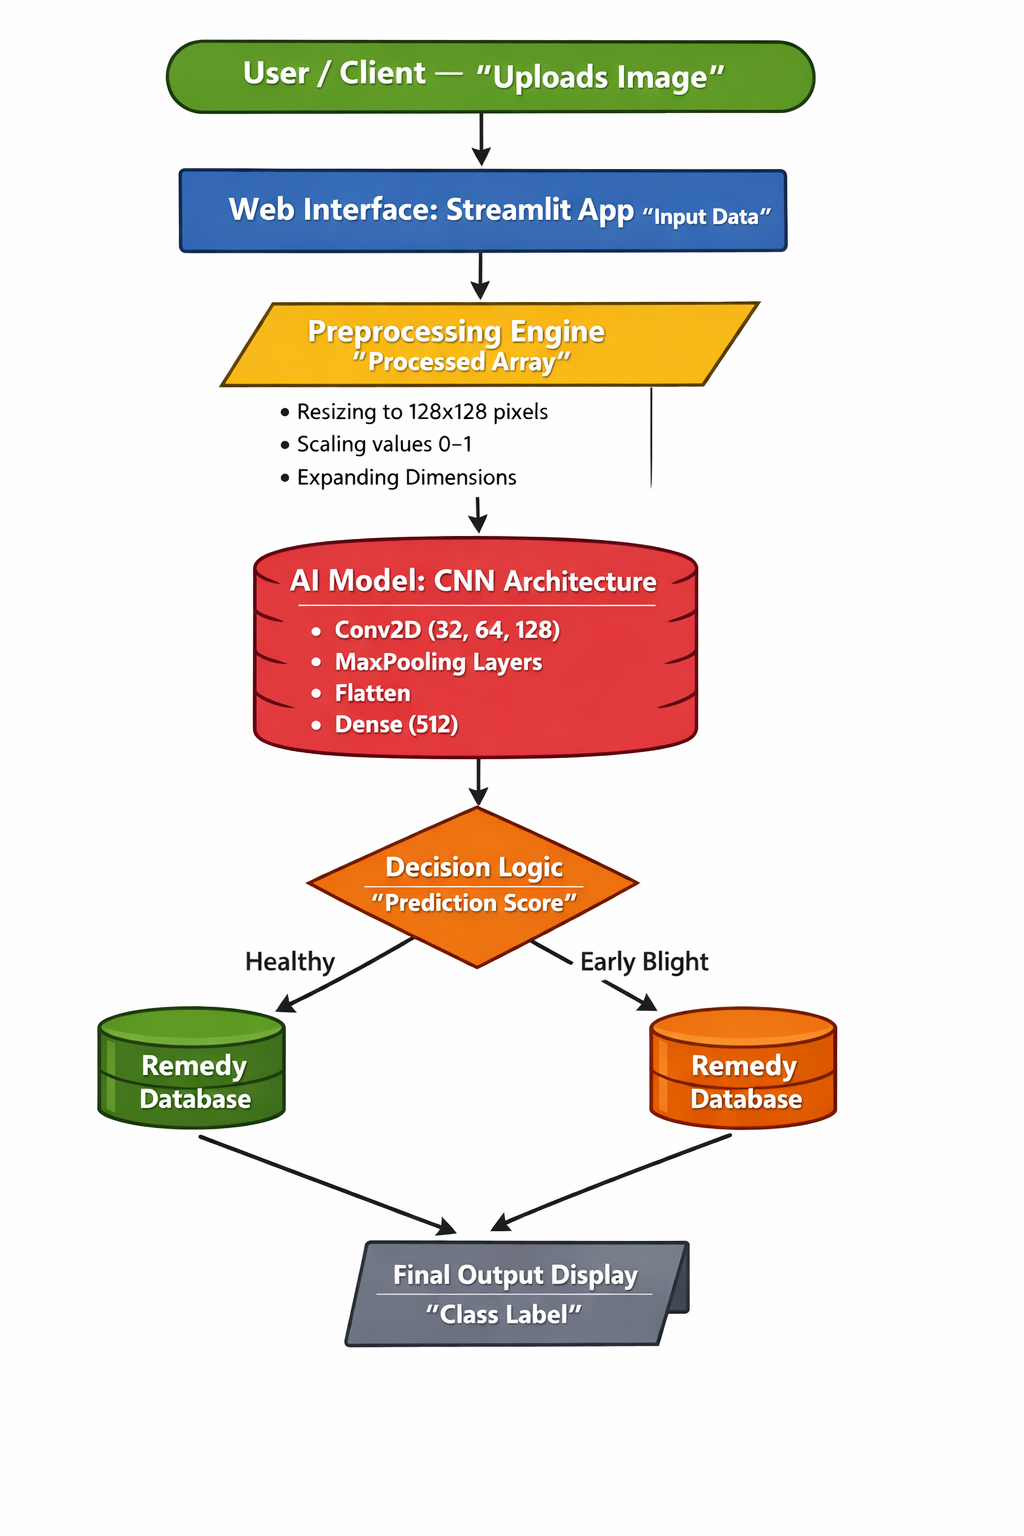 User / Client — "Uploads Image"
Web Interface: Streamlit App "Input Data"
Preprocessing Engine
"Processed Array"
• Resizing to 128x128 pixels
• Scaling values 0–1
• Expanding Dimensions
AI Model: CNN Architecture
• Conv2D (32, 64, 128)
• MaxPooling Layers
• Flatten
• Dense (512)
Decision Logic
"Prediction Score"
Healthy
Early Blight
Remedy
Database
Remedy
Database
Final Output Display
"Class Label"